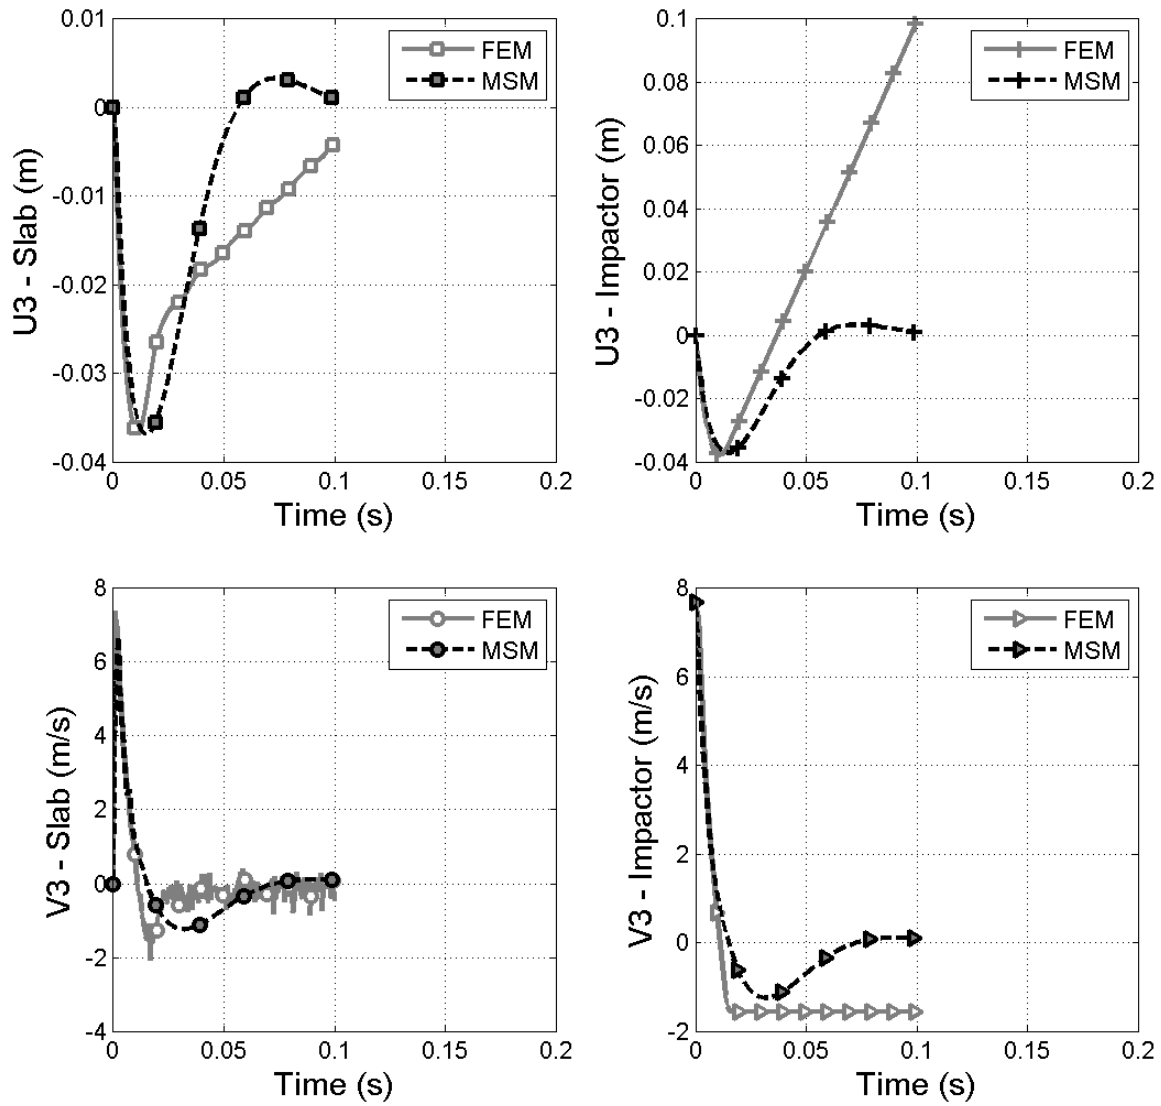 0.01
0
-0.01
-0.02
-0.03
-0.04
U3 - Slab (m)
FEM
MSM
0 0.05 0.1 0.15 0.2
Time (s)
0.1
0.08
0.06
0.04
0.02
0
-0.02
-0.04
U3 - Impactor (m)
FEM
MSM
0 0.05 0.1 0.15 0.2
Time (s)
8
6
4
2
0
-2
-4
V3 - Slab (m/s)
FEM
MSM
0 0.05 0.1 0.15 0.2
Time (s)
8
6
4
2
0
-2
V3 - Impactor (m/s)
FEM
MSM
0 0.05 0.1 0.15 0.2
Time (s)